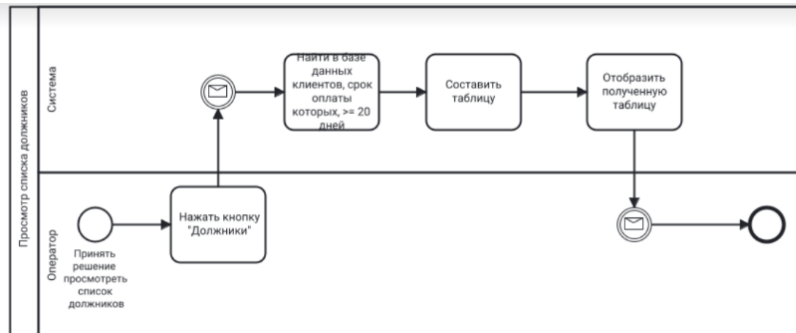 Просмотр списка должников
Система
Найти в базе
данных
клиентов, срок
оплаты
которых, >= 20
дней
Составить
таблицу
Отобразить
полученную
таблицу
Оператор
Принять
решение
просмотреть
список
должников
Нажать кнопку
"Должники"